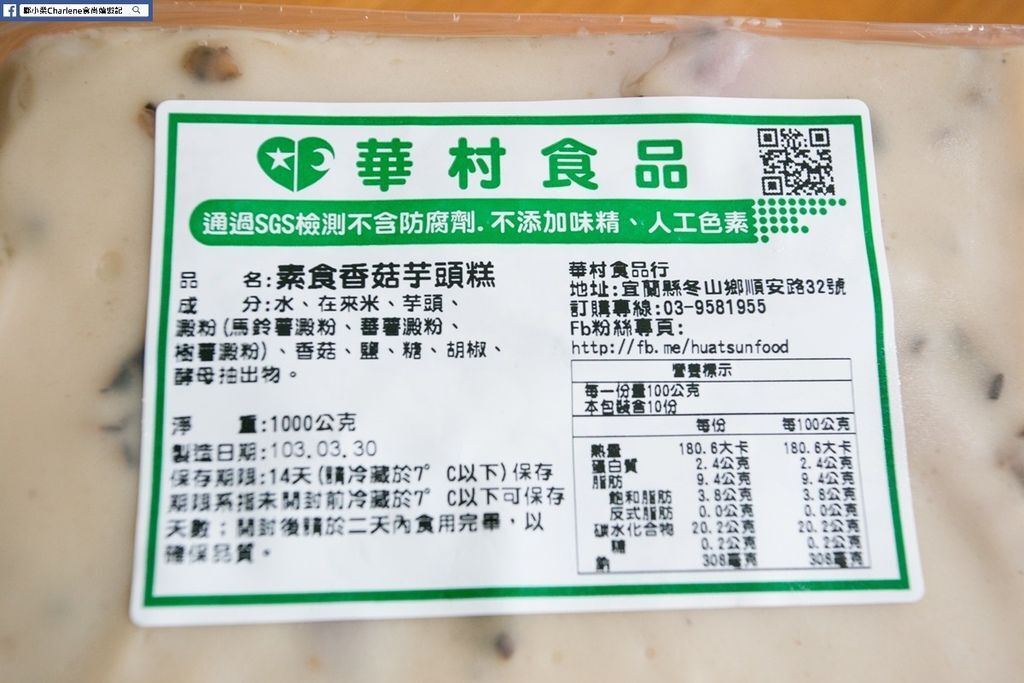 鄭小柔Charlene食尚嬉遊記
華村食品
通過SGS檢測不含防腐劑.不添加味精、人工色素
品 名:素食香菇芋頭糕
成 分:水、在來米、芋頭、
澱粉(馬鈴薯澱粉、蕃薯澱粉、
樹薯澱粉)、香菇、鹽、糖、胡椒、
酵母抽出物。
淨 重:1000公克
製造日期:103.03.30
保存期限:14天(請冷藏於7° C以下)保存
期限系指未開封前冷藏於7° C以下可保存
天數；開封後請於二天內食用完畢，以
確保品質。
華村食品行
地址:宜蘭縣冬山鄉順安路32號
訂購專線:03-9581955
Fb粉絲專頁:
http://fb.me/huatsunfood
營養標示
每一份量100公克
本包裝含10份
每份 每100公克
熱量 180.6大卡 180.6大卡
蛋白質 2.4公克 2.4公克
脂肪 9.4公克 9.4公克
飽和脂肪 3.8公克 3.8公克
反式脂肪 0.0公克 0.0公克
碳水化合物 20.2公克 20.2公克
糖 0.2公克 0.2公克
鈉 308毫克 308毫克